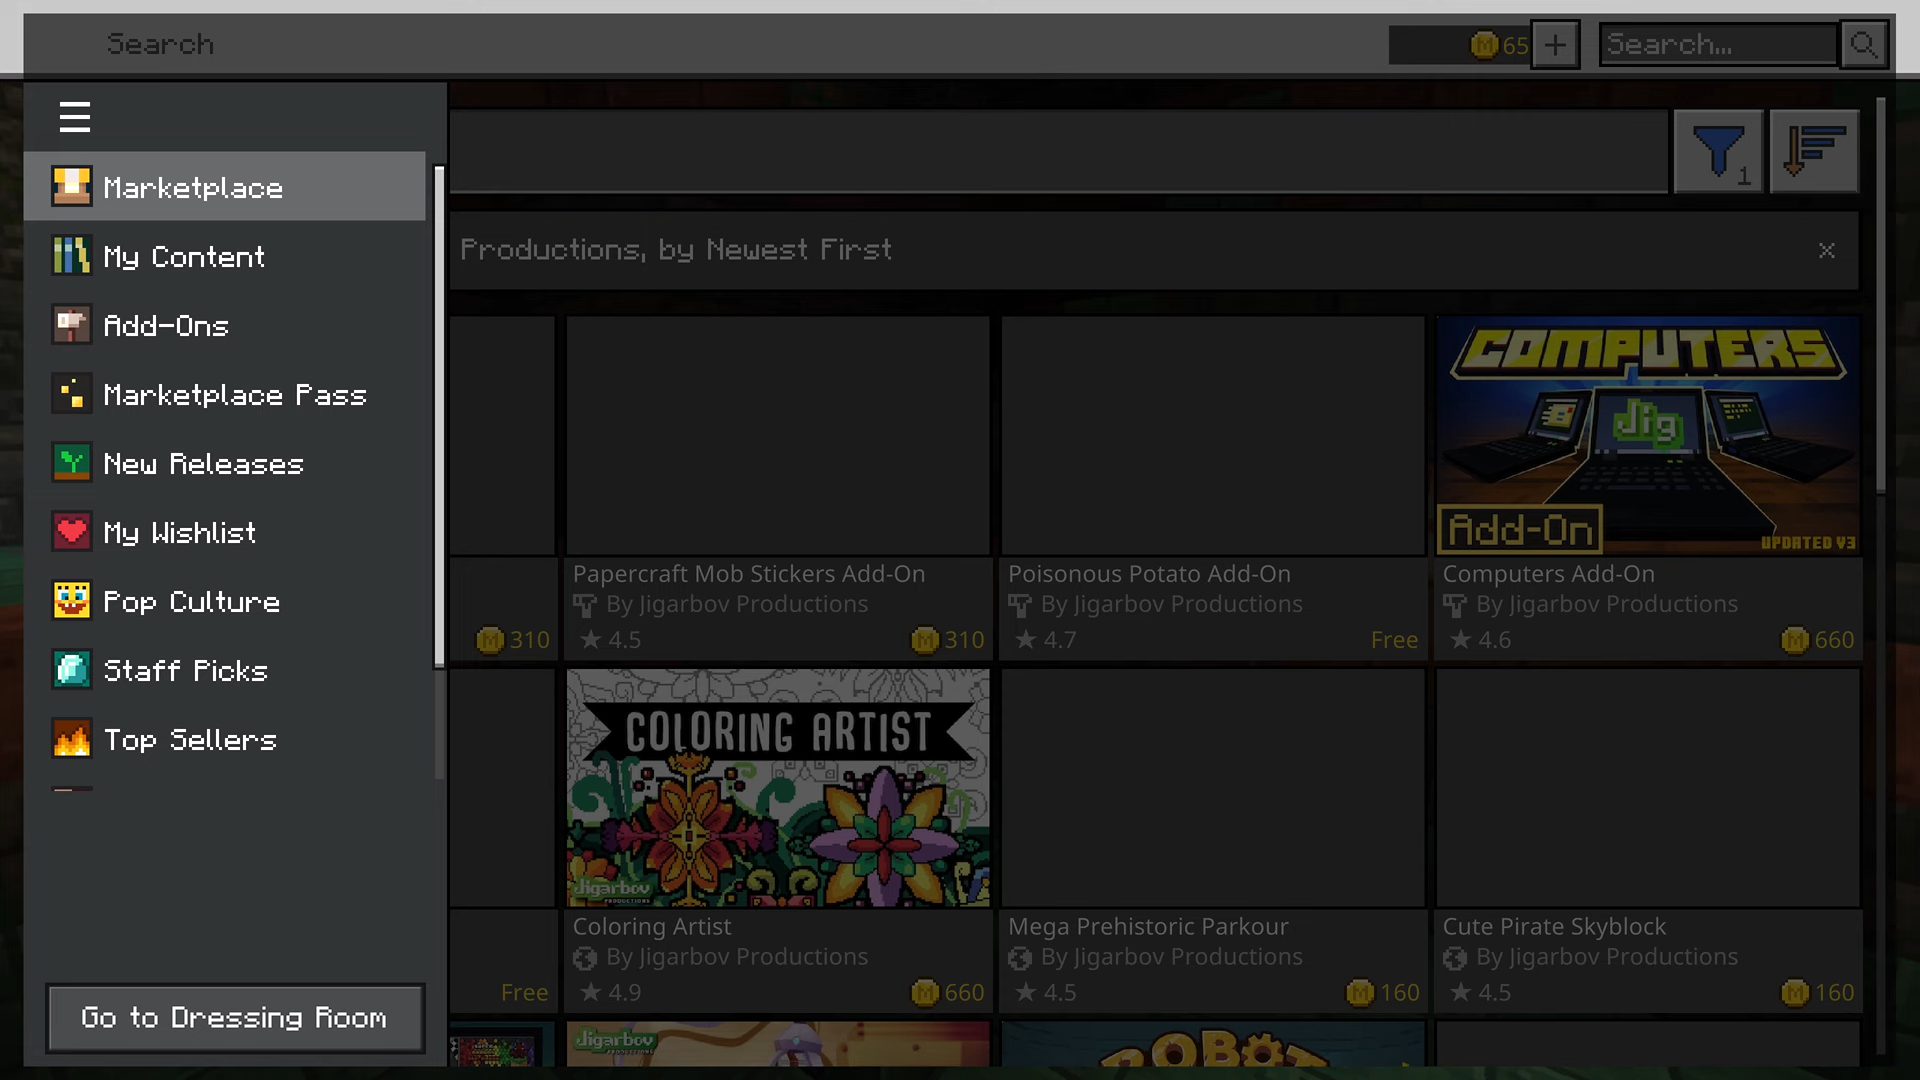 Search
65
Search...
Marketplace
My Content
Add-Ons
Marketplace Pass
New Releases
My Wishlist
Pop Culture
Staff Picks
Top Sellers
Go to Dressing Room
1
Productions, by Newest First
COMPUTERS
Jig
Add-On
UPDATED V3
310
Papercraft Mob Stickers Add-On
By Jigarbov Productions
4.5
310
Poisonous Potato Add-On
By Jigarbov Productions
4.7
Free
Computers Add-On
By Jigarbov Productions
4.6
660
COLORING ARTIST
Jigarbov
PRODUCTIONS
Free
Coloring Artist
By Jigarbov Productions
4.9
660
Mega Prehistoric Parkour
By Jigarbov Productions
4.5
160
Cute Pirate Skyblock
By Jigarbov Productions
4.5
160
Jigarbov
PRODUCTIONS
ROBOT